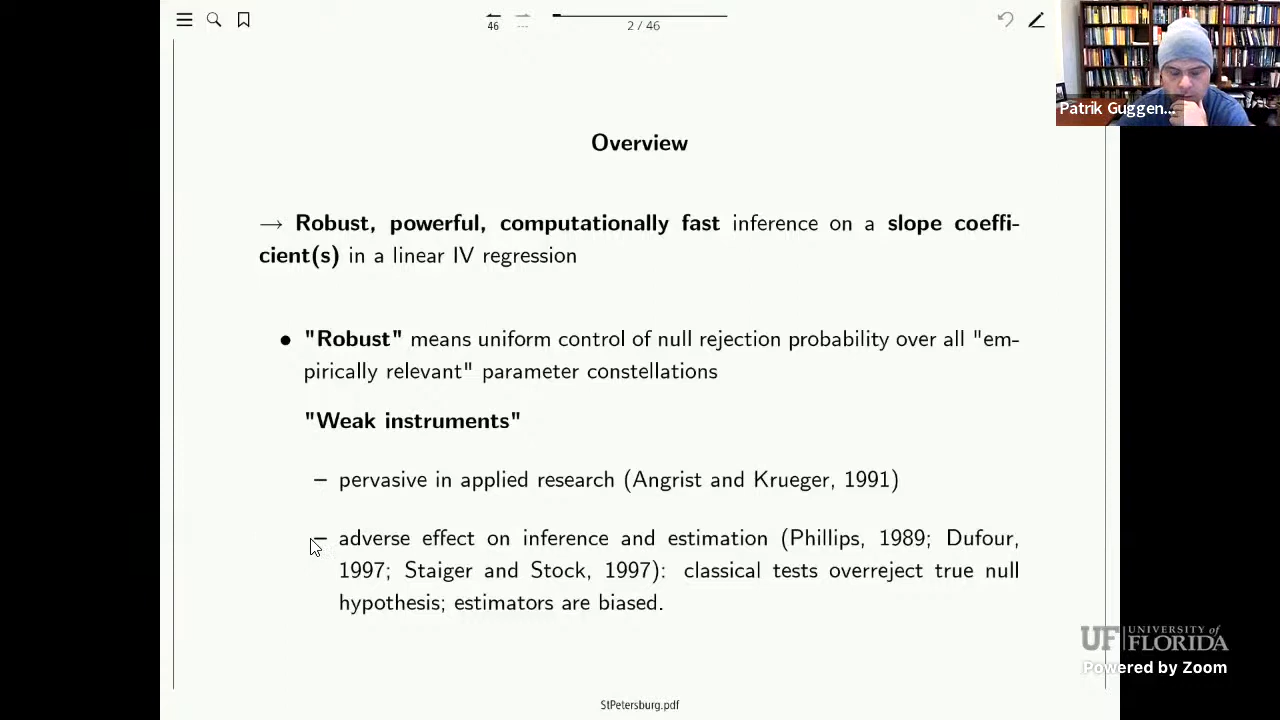 46
---
2 / 46
Patrik Guggen...
Overview
→ Robust, powerful, computationally fast inference on a slope coeffi-
cient(s) in a linear IV regression
• "Robust" means uniform control of null rejection probability over all "em-
pirically relevant" parameter constellations
"Weak instruments"
– pervasive in applied research (Angrist and Krueger, 1991)
– adverse effect on inference and estimation (Phillips, 1989; Dufour,
1997; Staiger and Stock, 1997): classical tests overreject true null
hypothesis; estimators are biased.
UF UNIVERSITY of
FLORIDA
Powered by Zoom
StPetersburg.pdf